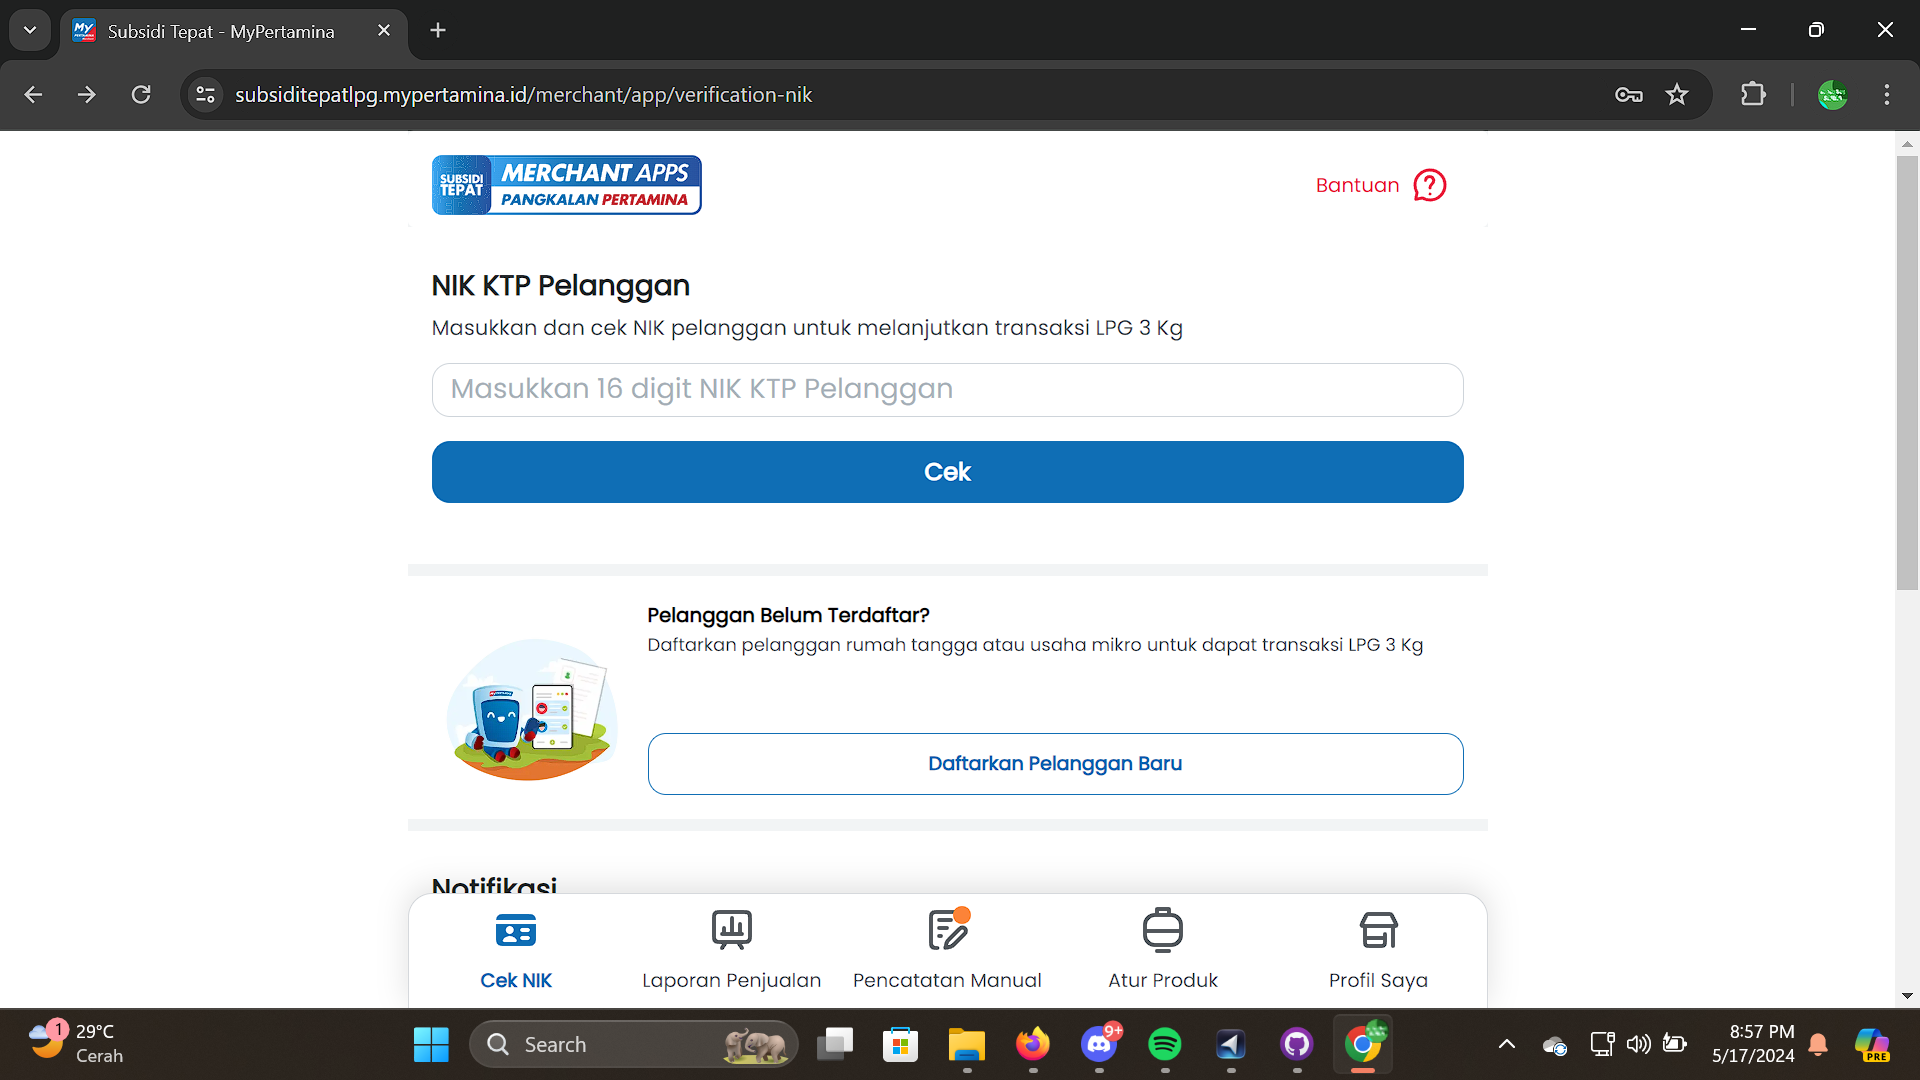 Subsidi Tepat - MyPertamina
subsiditepatlpg.mypertamina.id/merchant/app/verification-nik
SUBSIDI TEPAT
MERCHANT APPS
PANGKALAN PERTAMINA
Bantuan
NIK KTP Pelanggan
Masukkan dan cek NIK pelanggan untuk melanjutkan transaksi LPG 3 Kg
Masukkan 16 digit NIK KTP Pelanggan
Cek
Pelanggan Belum Terdaftar?
Daftarkan pelanggan rumah tangga atau usaha mikro untuk dapat transaksi LPG 3 Kg
Daftarkan Pelanggan Baru
Notifikasi
Cek NIK
Laporan Penjualan
Pencatatan Manual
Atur Produk
Profil Saya
1
29°C
Cerah
Search
9+
8:57 PM
5/17/2024
PRE